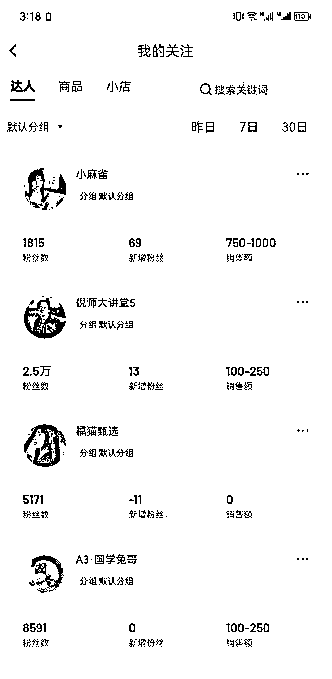 3:18
我的关注
达人 商品 小店 搜索关键词
默认分组 昨日 7日 30日
小麻雀
分组:默认分组
1815 69 750-1000
粉丝数 新增粉丝 销售额
倪师大讲堂5
分组:默认分组
2.5万 13 100-250
粉丝数 新增粉丝 销售额
橘猫甄选
分组:默认分组
5171 -11 0
粉丝数 新增粉丝 销售额
A3·国学兔哥
分组:默认分组
8591 0 100-250
粉丝数 新增粉丝 销售额